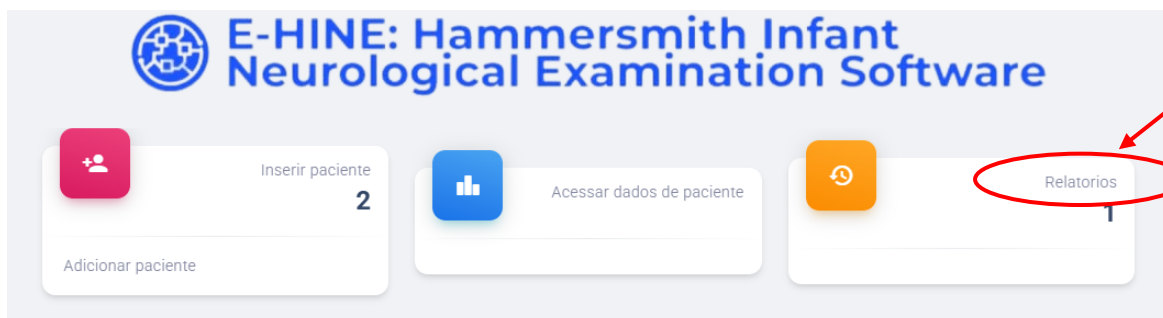 E-HINE: Hammersmith Infant
Neurological Examination Software
Inserir paciente
2
Adicionar paciente
Acessar dados de paciente
Relatorios
1